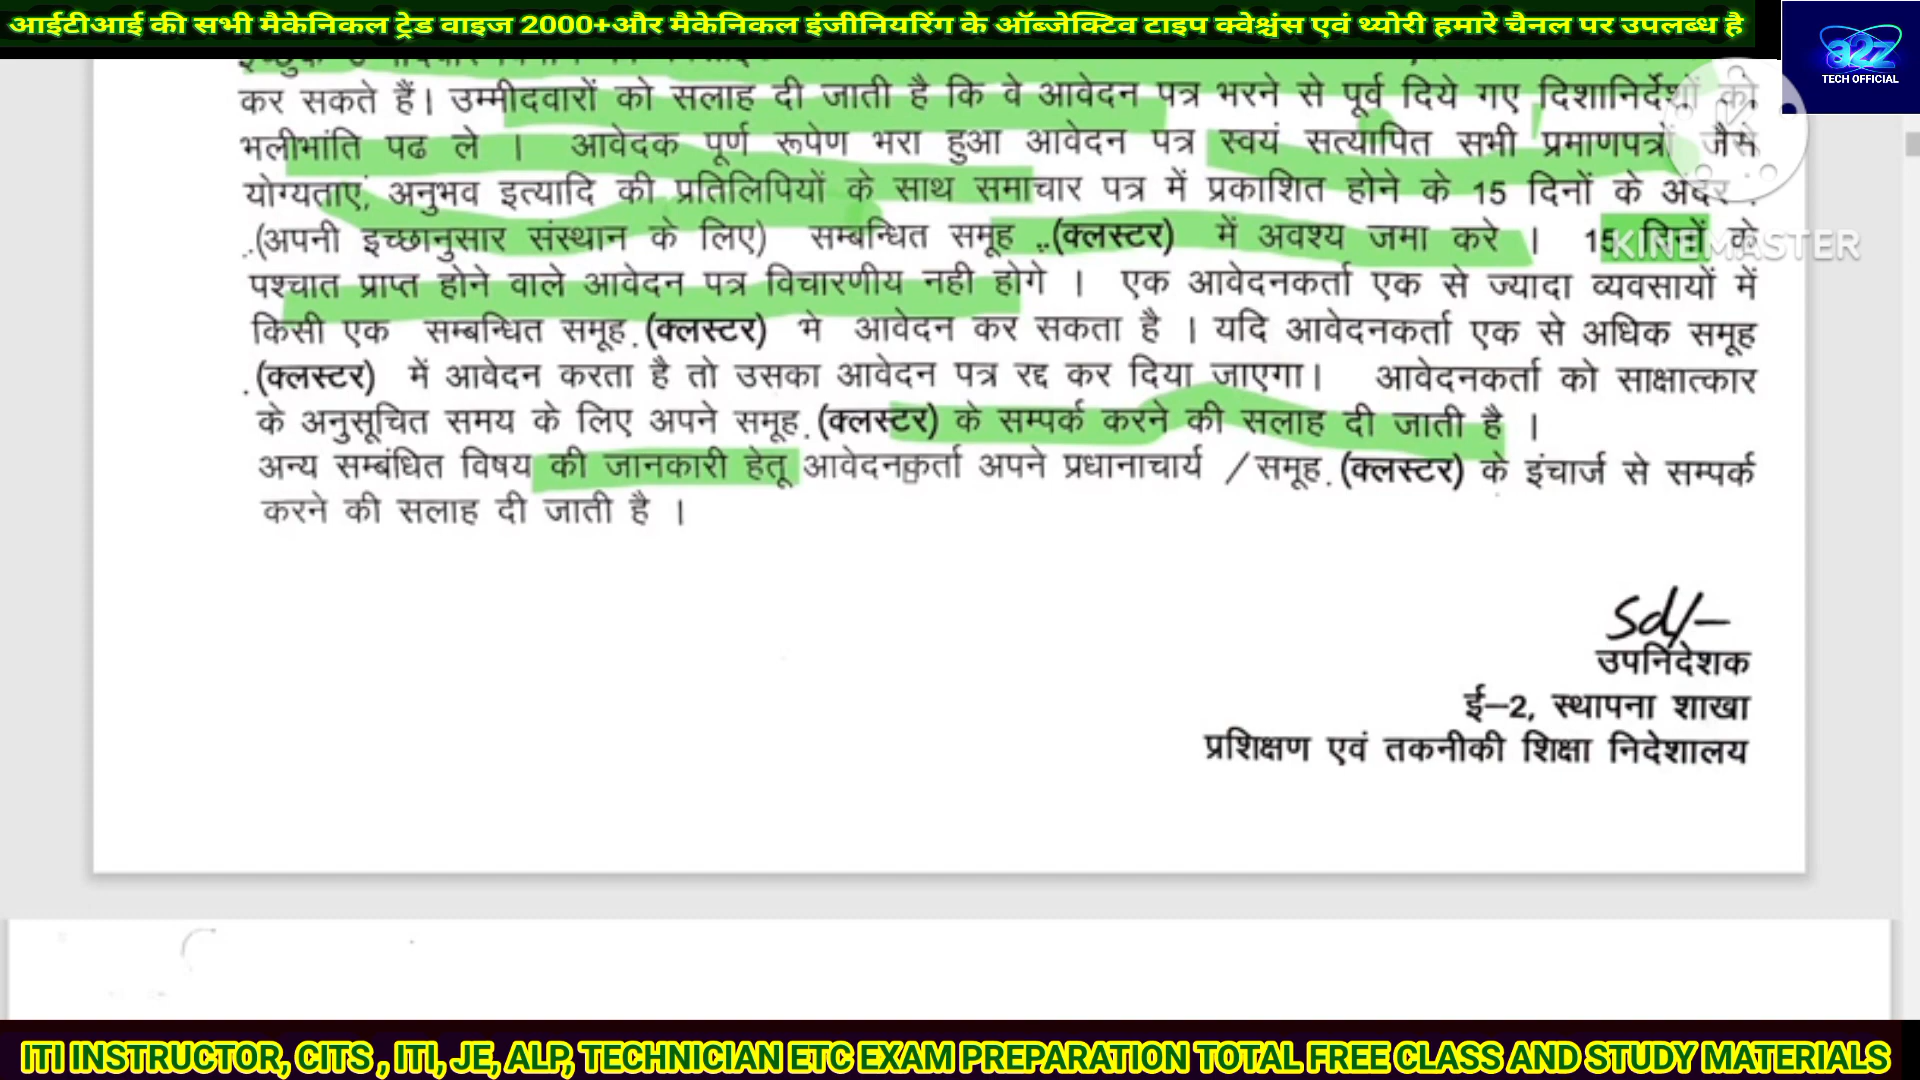 आईटीआई की सभी मैकेनिकल ट्रेड वाइज 2000+और मैकेनिकल इंजीनियरिंग के ऑब्जेक्टिव टाइप क्वेश्चंस एवं थ्योरी हमारे चैनल पर उपलब्ध है
a2z
TECH OFFICIAL
कर सकते हैं। उम्मीदवारों को सलाह दी जाती है कि वे आवेदन पत्र भरने से पूर्व दिये गए दिशानिर्देशों को
भलीभांति पढ ले । आवेदक पूर्ण रूपेण भरा हुआ आवेदन पत्र स्वयं सत्यापित सभी प्रमाणपत्रों जैसे
योग्यताएं, अनुभव इत्यादि की प्रतिलिपियों के साथ समाचार पत्र में प्रकाशित होने के 15 दिनों के अंदर .
..(अपनी इच्छानुसार संस्थान के लिए) सम्बन्धित समूह ..(क्लस्टर) में अवश्य जमा करे । 15 दिनों के
KINEMASTER
पश्चात प्राप्त होने वाले आवेदन पत्र विचारणीय नही होगे । एक आवेदनकर्ता एक से ज्यादा व्यवसायों में
किसी एक सम्बन्धित समूह.(क्लस्टर) मे आवेदन कर सकता है । यदि आवेदनकर्ता एक से अधिक समूह
.(क्लस्टर) में आवेदन करता है तो उसका आवेदन पत्र रद्द कर दिया जाएगा। आवेदनकर्ता को साक्षात्कार
के अनुसूचित समय के लिए अपने समूह.(क्लस्टर) के सम्पर्क करने की सलाह दी जाती है ।
अन्य सम्बंधित विषय की जानकारी हेतू आवेदनकर्ता अपने प्रधानाचार्य /समूह.(क्लस्टर) के इंचार्ज से सम्पर्क
करने की सलाह दी जाती है ।
Sd/-
उपनिदेशक
ई–2, स्थापना शाखा
प्रशिक्षण एवं तकनीकी शिक्षा निदेशालय
ITI INSTRUCTOR, CITS , ITI, JE, ALP, TECHNICIAN ETC EXAM PREPARATION TOTAL FREE CLASS AND STUDY MATERIALS